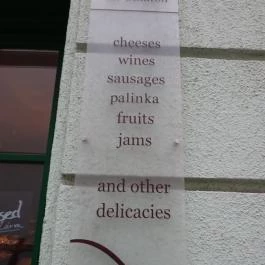 cheeses
wines
sausages
palinka
fruits
jams
and other
delicacies